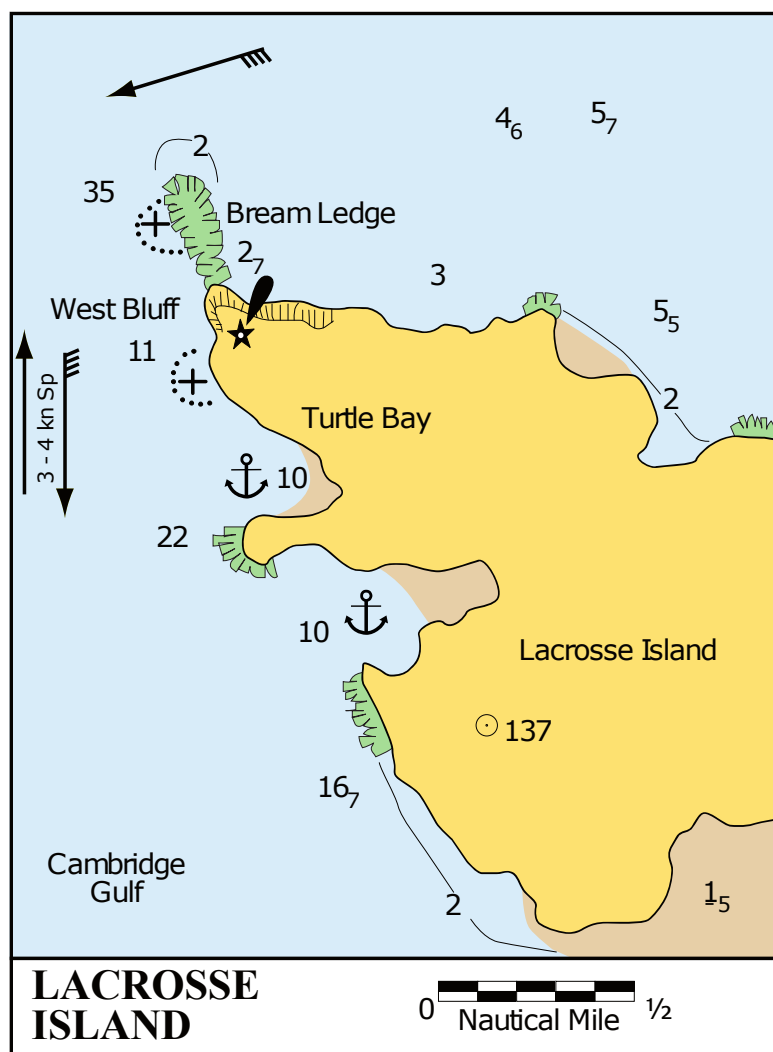 4₆
5₇
2
35
Bream Ledge
2₇
3
West Bluff
5₅
11
3 - 4 kn Sp
Turtle Bay
2
10
22
10
Lacrosse Island
137
16₇
Cambridge
Gulf
2
1₅
LACROSSE
ISLAND
0
½
Nautical Mile